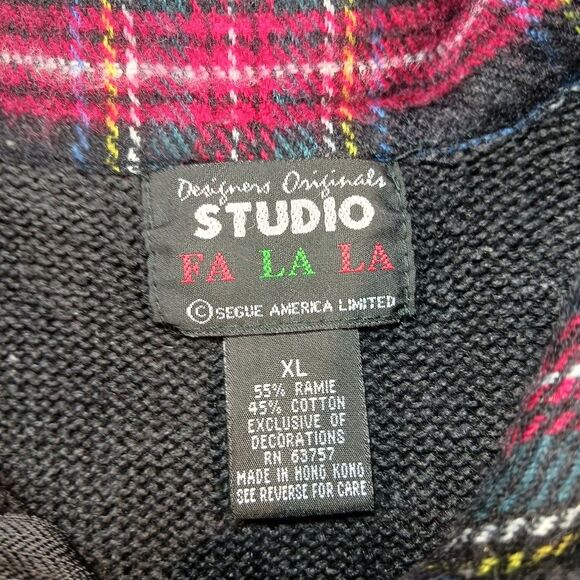 Designers Originals
STUDIO
FA LA LA
© SEGUE AMERICA LIMITED
XL
55% RAMIE
45% COTTON
EXCLUSIVE OF
DECORATIONS
RN 63757
MADE IN HONG KONG
SEE REVERSE FOR CARE